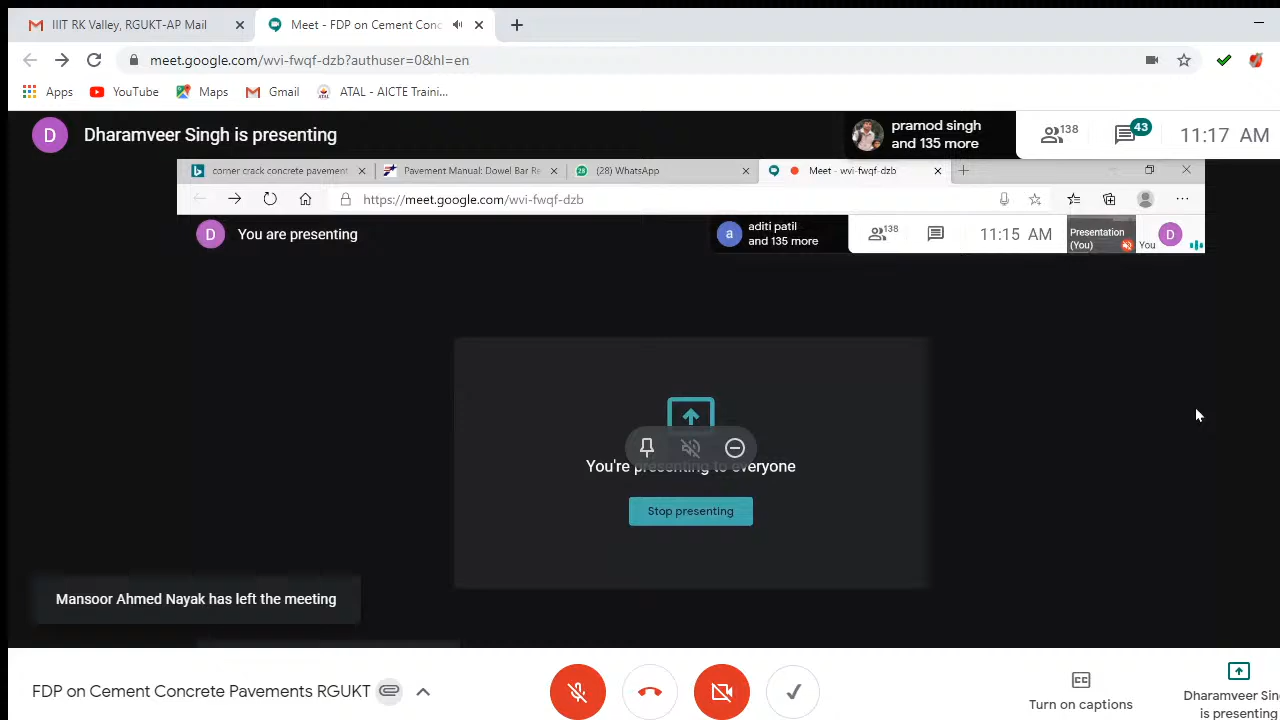 IIIT RK Valley, RGUKT-AP Mail
Meet - FDP on Cement Conc
meet.google.com/wvi-fwqf-dzb?authuser=0&hl=en
Apps YouTube Maps Gmail ATAL - AICTE Traini...
D Dharamveer Singh is presenting
pramod singh
and 135 more
138
43
11:17 AM
corner crack concrete pavement
Pavement Manual: Dowel Bar Re
(28) WhatsApp
Meet - wvi-fwqf-dzb
https://meet.google.com/wvi-fwqf-dzb
D You are presenting
a aditi patil
and 135 more
138
11:15 AM
Presentation
(You)
You
D
You're presenting to everyone
Stop presenting
Mansoor Ahmed Nayak has left the meeting
FDP on Cement Concrete Pavements RGUKT
CC
Turn on captions
Dharamveer Sin
is presenting